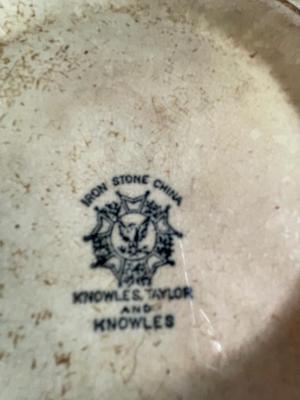 IRON STONE CHINA
KNOWLES, TAYLOR
AND
KNOWLES